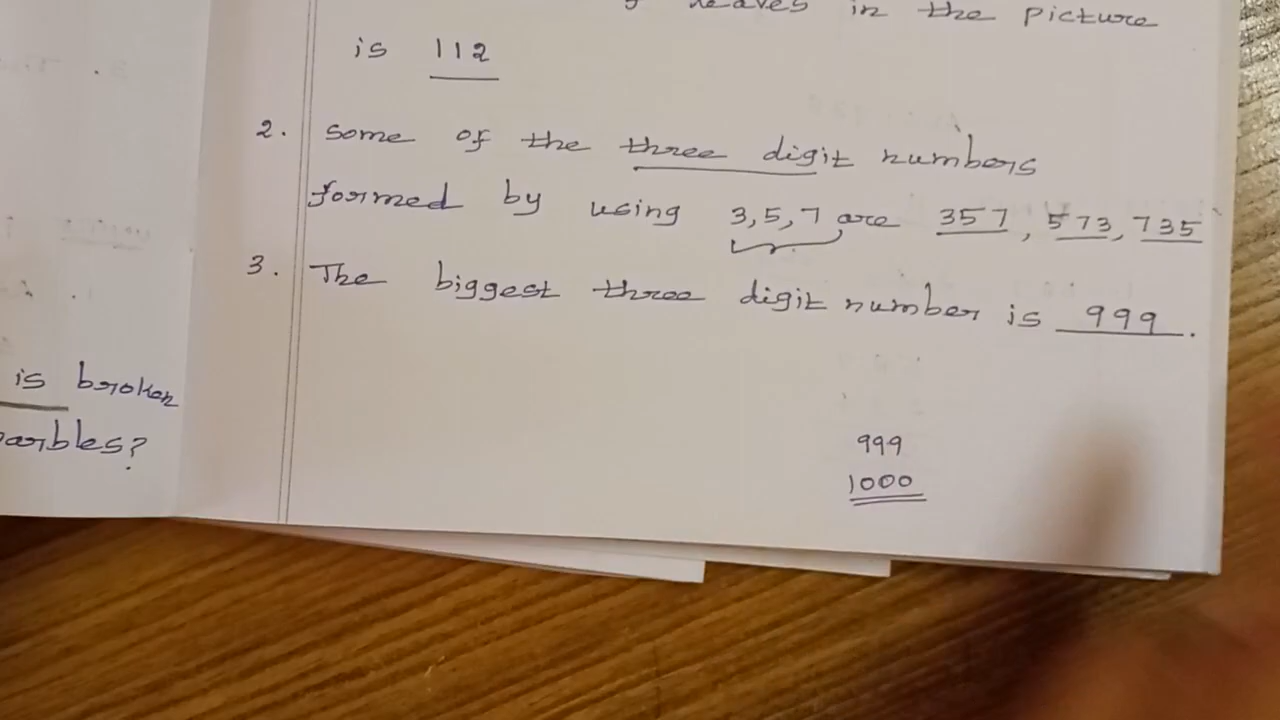 leaves in the picture
is 112
2. Some of the three digit numbers
formed by using 3,5,7 are 357, 573, 735
3. The biggest three digit number is 999.
is broken
marbles?
999
1000